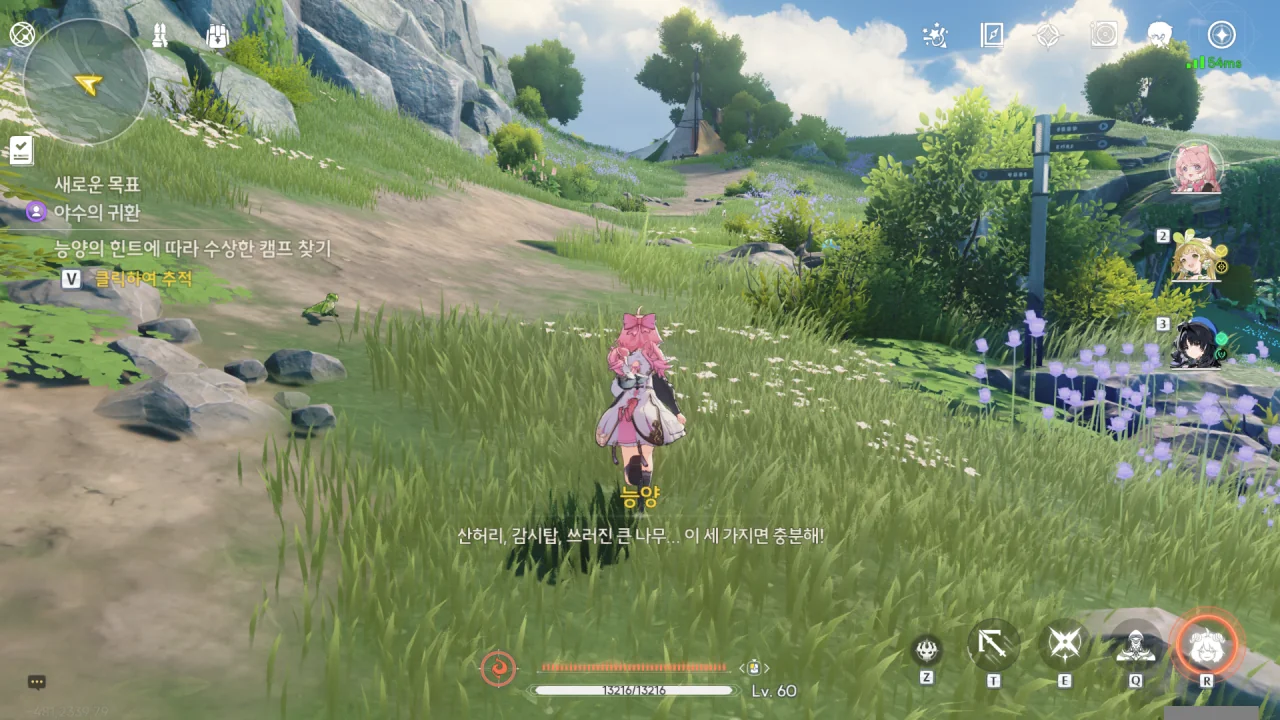 54ms
새로운 목표
야수의 귀환
능양의 힌트에 따라 수상한 캠프 찾기
V 클릭하여 추적
2
3
능양
산허리, 감시탑, 쓰러진 큰 나무... 이 세 가지면 충분해!
13216/13216
Lv. 60
Z T E Q R